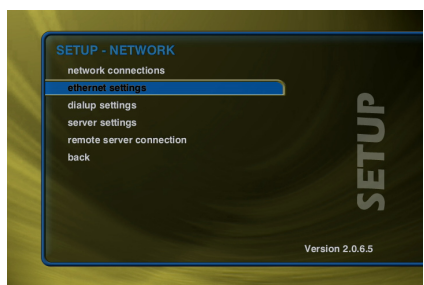 SETUP - NETWORK
network connections
ethernet settings
dialup settings
server settings
remote server connection
back
SETUP
Version 2.0.6.5